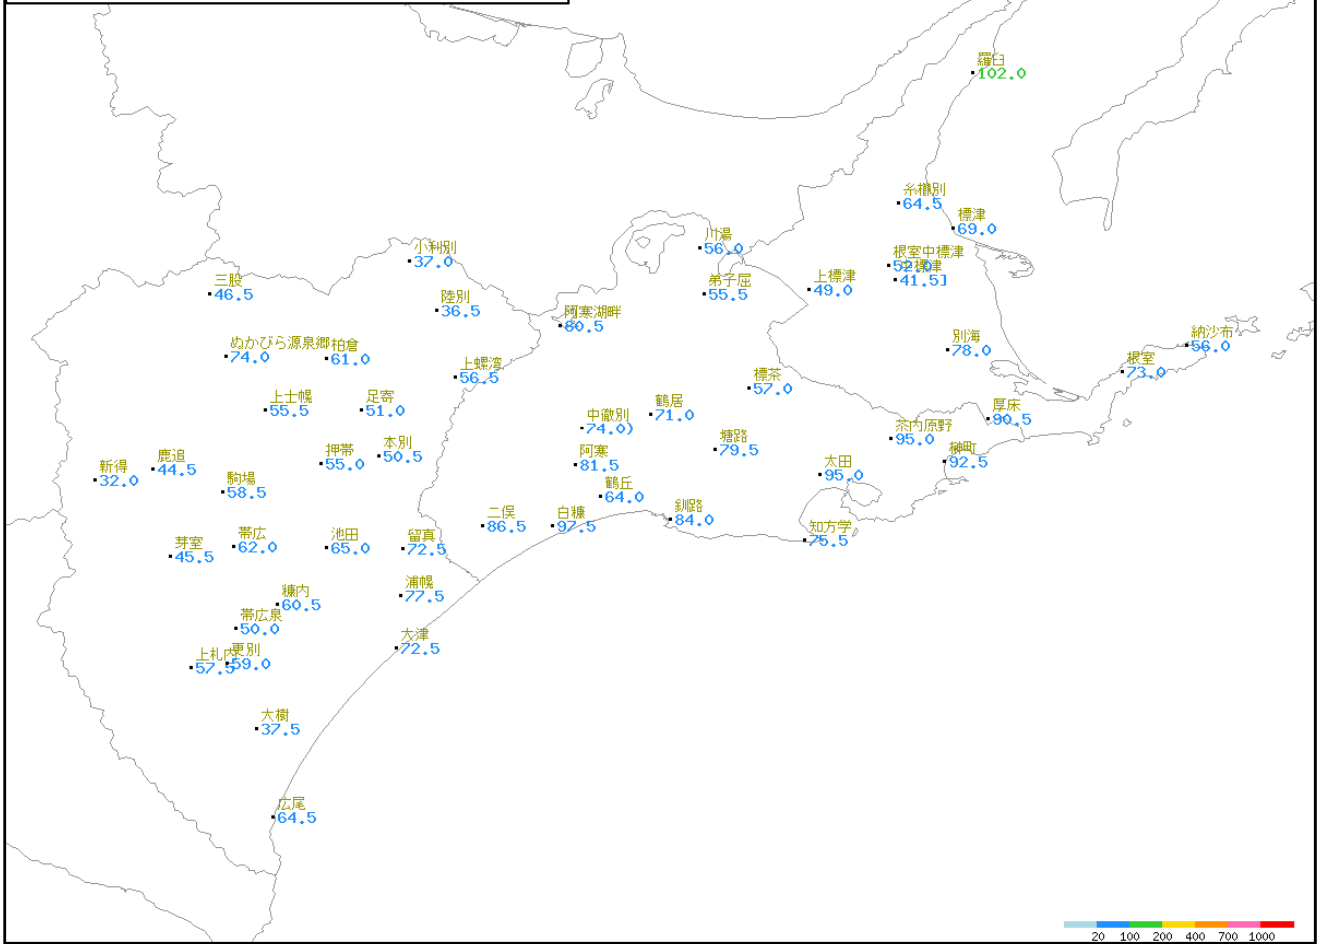 羅臼
102.0
糸櫛別
64.5
標津
69.0
川湯
56.0
小利別
37.0
根室中標津
52.0
中標津
41.5]
上標津
49.0
三股
46.5
弟子屈
55.5
陸別
36.5
阿寒湖畔
80.5
ぬかびら源泉郷
74.0
柏倉
61.0
別海
78.0
納沙布
56.0
根室
73.0
上螺湾
56.5
標茶
57.0
上士幌
55.5
足寄
51.0
鶴居
71.0
厚床
90.5
中徹別
74.0)
茶内原野
95.0
塘路
79.5
本別
50.5
押帯
55.0
鹿追
44.5
新得
32.0
阿寒
81.5
榊町
92.5
太田
95.0
駒場
58.5
鶴丘
64.0
二俣
86.5
白糠
97.5
釧路
84.0
知方学
75.5
芽室
45.5
帯広
62.0
池田
65.0
留真
72.5
糠内
60.5
浦幌
77.5
帯広泉
50.0
大津
72.5
上札内
57.5
更別
59.0
大樹
37.5
広尾
64.5
20 100 200 400 700 1000